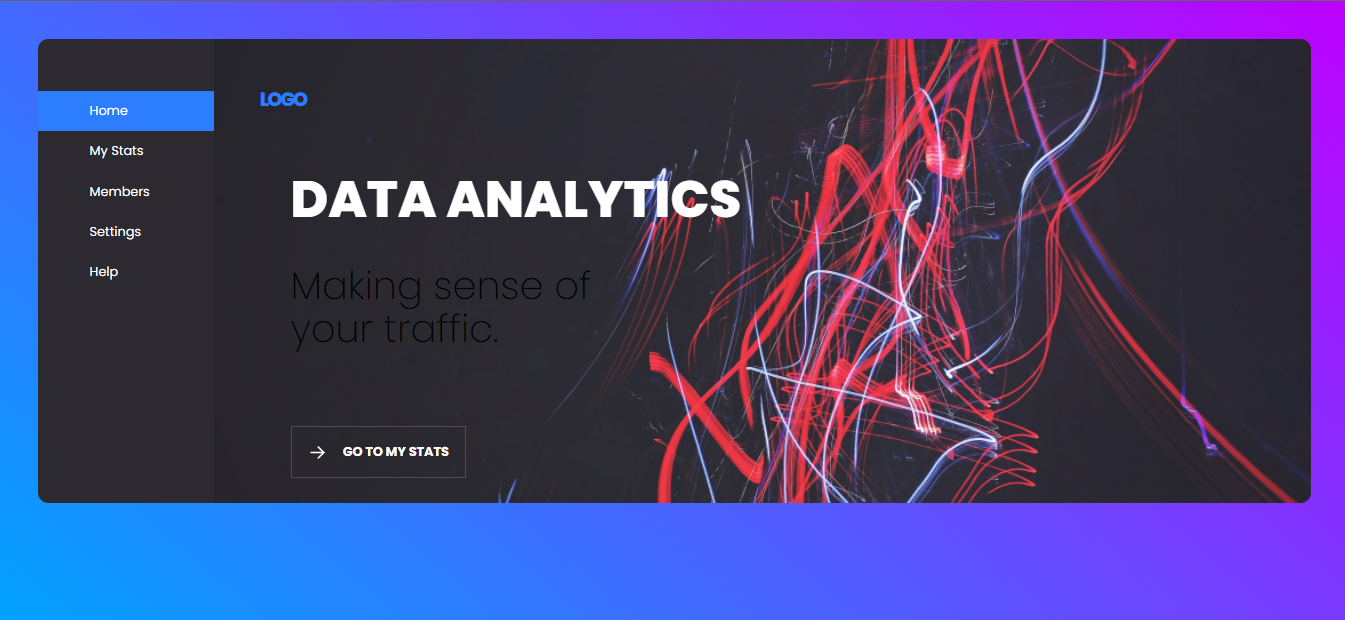 Home
My Stats
Members
Settings
Help
LOGO
DATA ANALYTICS
Making sense of
your traffic.
GO TO MY STATS